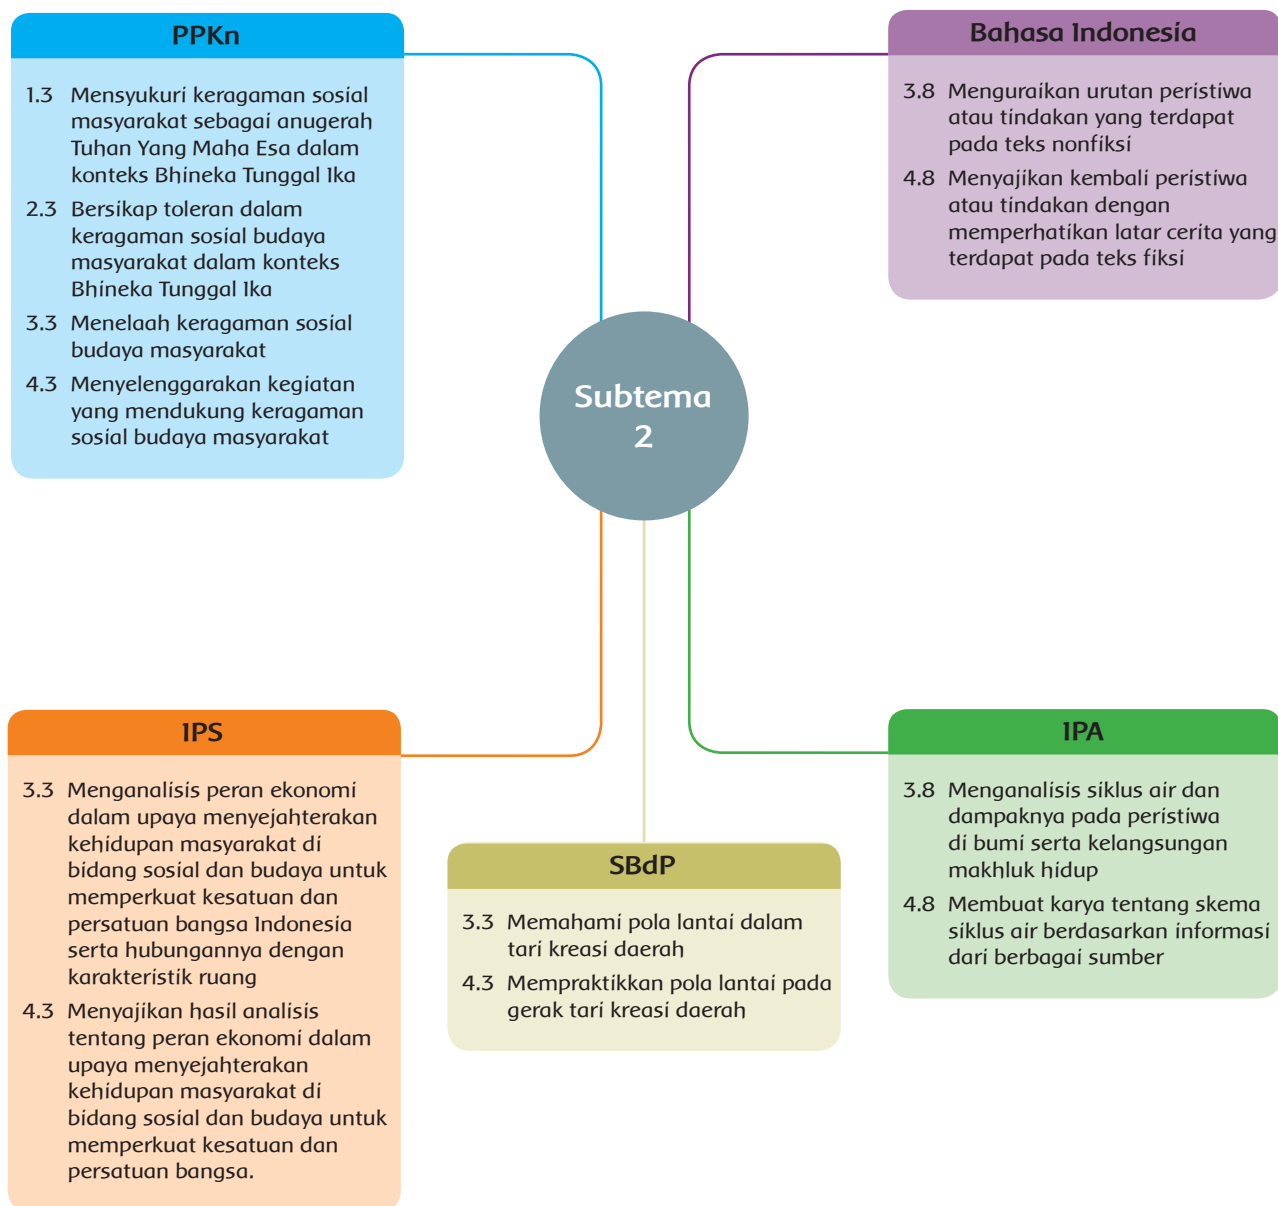 PPKn
1.3 Mensyukuri keragaman sosial
masyarakat sebagai anugerah
Tuhan Yang Maha Esa dalam
konteks Bhineka Tunggal Ika
2.3 Bersikap toleran dalam
keragaman sosial budaya
masyarakat dalam konteks
Bhineka Tunggal Ika
3.3 Menelaah keragaman sosial
budaya masyarakat
4.3 Menyelenggarakan kegiatan
yang mendukung keragaman
sosial budaya masyarakat
Bahasa Indonesia
3.8 Menguraikan urutan peristiwa
atau tindakan yang terdapat
pada teks nonfiksi
4.8 Menyajikan kembali peristiwa
atau tindakan dengan
memperhatikan latar cerita yang
terdapat pada teks fiksi
Subtema
2
IPS
3.3 Menganalisis peran ekonomi
dalam upaya menyejahterakan
kehidupan masyarakat di
bidang sosial dan budaya untuk
memperkuat kesatuan dan
persatuan bangsa Indonesia
serta hubungannya dengan
karakteristik ruang
4.3 Menyajikan hasil analisis
tentang peran ekonomi dalam
upaya menyejahterakan
kehidupan masyarakat di
bidang sosial dan budaya untuk
memperkuat kesatuan dan
persatuan bangsa.
SBdP
3.3 Memahami pola lantai dalam
tari kreasi daerah
4.3 Mempraktikkan pola lantai pada
gerak tari kreasi daerah
IPA
3.8 Menganalisis siklus air dan
dampaknya pada peristiwa
di bumi serta kelangsungan
makhluk hidup
4.8 Membuat karya tentang skema
siklus air berdasarkan informasi
dari berbagai sumber